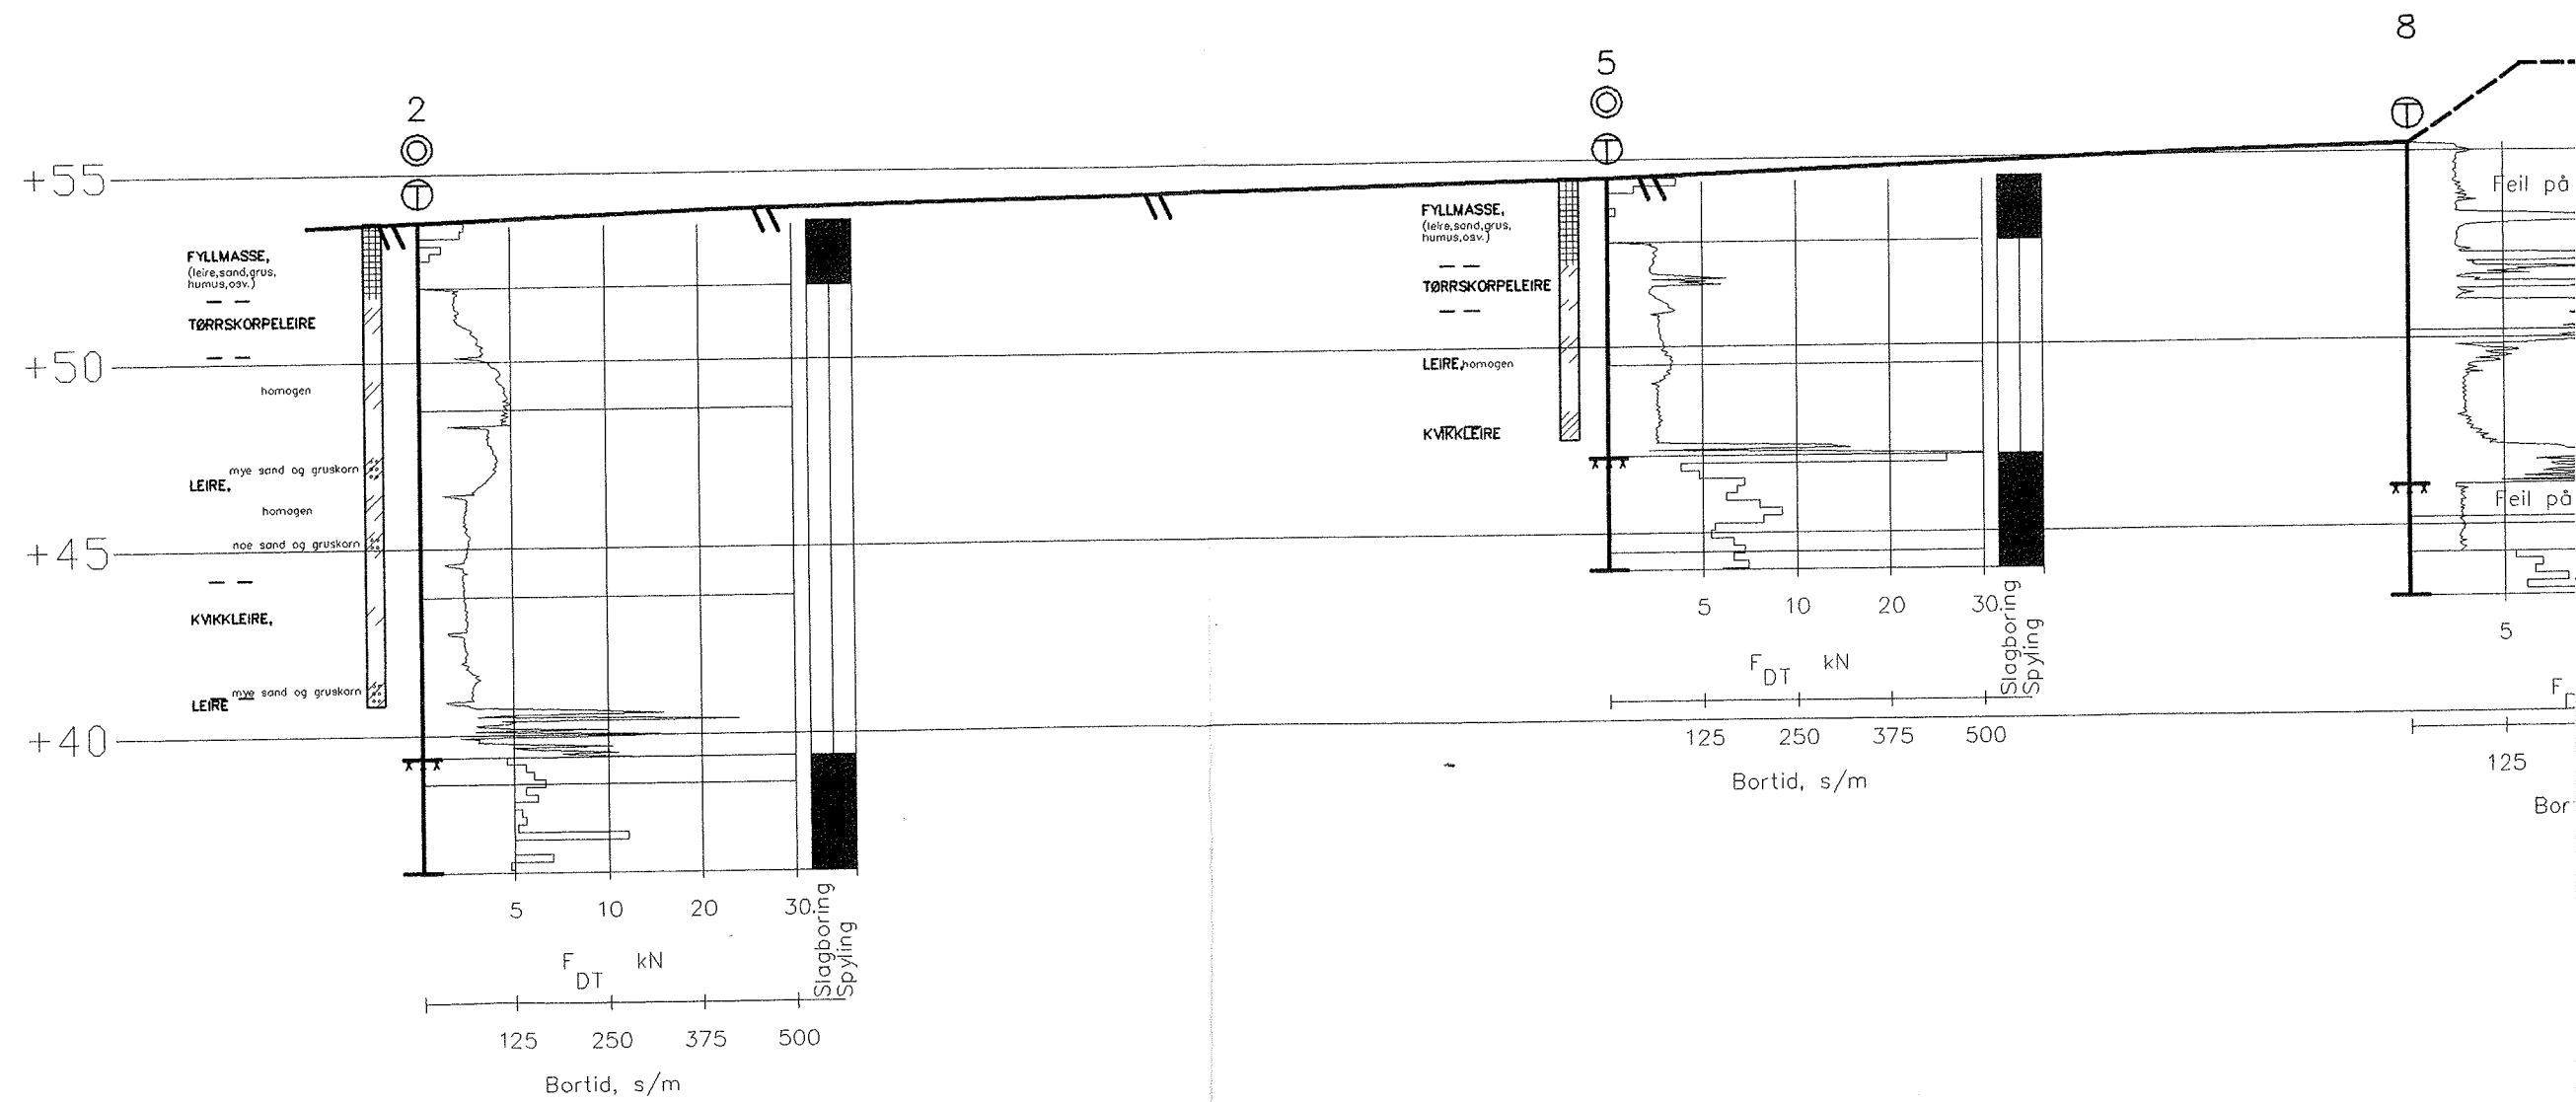 8
5
2
+55
Feil på
FYLLMASSE,
(leire,sand,grus,
humus,osv.)
TØRRSKORPELEIRE
LEIRE,homogen
KVIKKLEIRE
FYLLMASSE,
(leire,sand,grus,
humus,osv.)
TØRRSKORPELEIRE
+50
homogen
mye sand og gruskorn
LEIRE,
homogen
noe sand og gruskorn
+45
KVIKKLEIRE,
mye sand og gruskorn
LEIRE
+40
Feil på
5 10 20 30
Slagboring
Spyling
F DT kN
125 250 375 500
Bortid, s/m
5
F
125
Bor
5 10 20 30
Slagboring
Spyling
F DT kN
125 250 375 500
Bortid, s/m